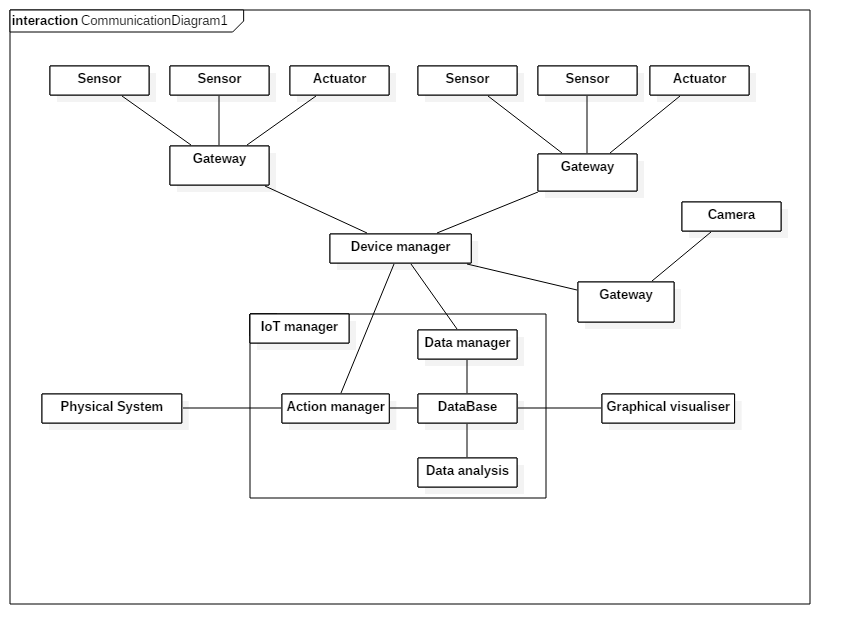 interaction CommunicationDiagram1
Sensor
Sensor
Actuator
Sensor
Sensor
Actuator
Gateway
Gateway
Camera
Device manager
Gateway
IoT manager
Data manager
Physical System
Action manager
DataBase
Graphical visualiser
Data analysis